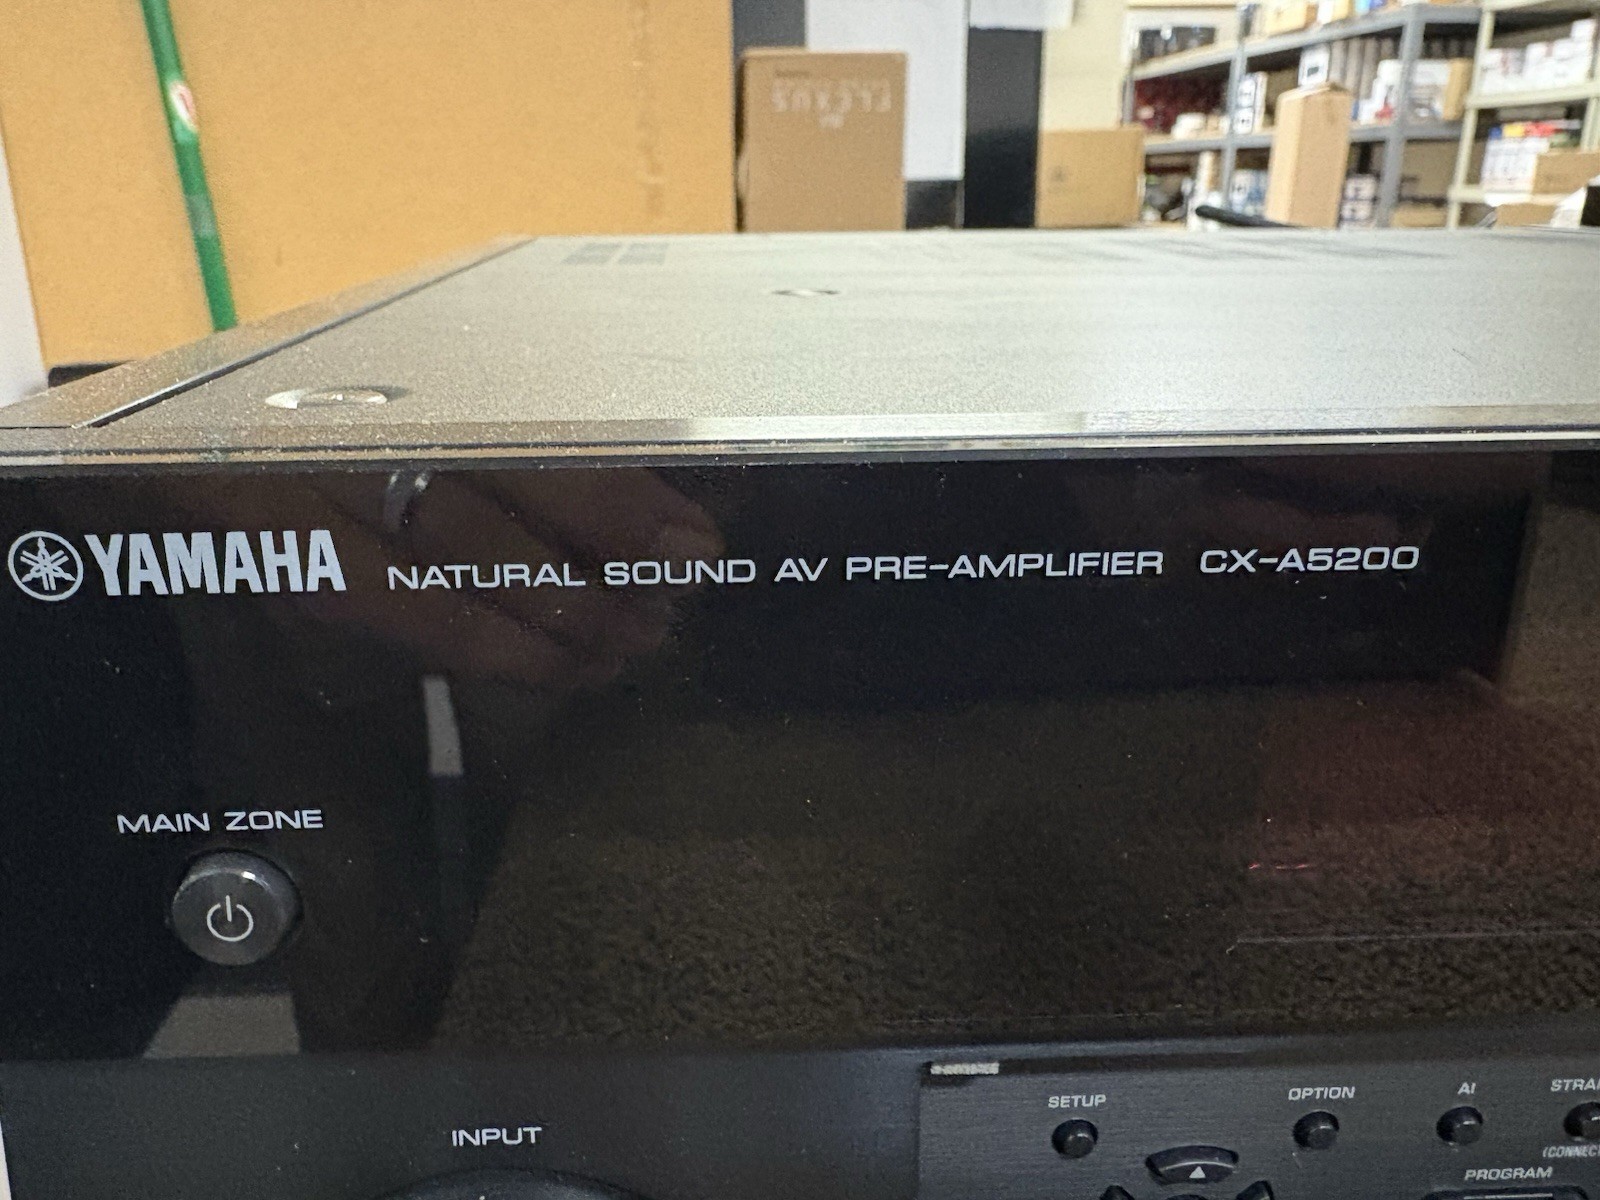 YAMAHA NATURAL SOUND AV PRE-AMPLIFIER CX-A5200
MAIN ZONE
SETUP OPTION AI
INPUT
PROGRAM